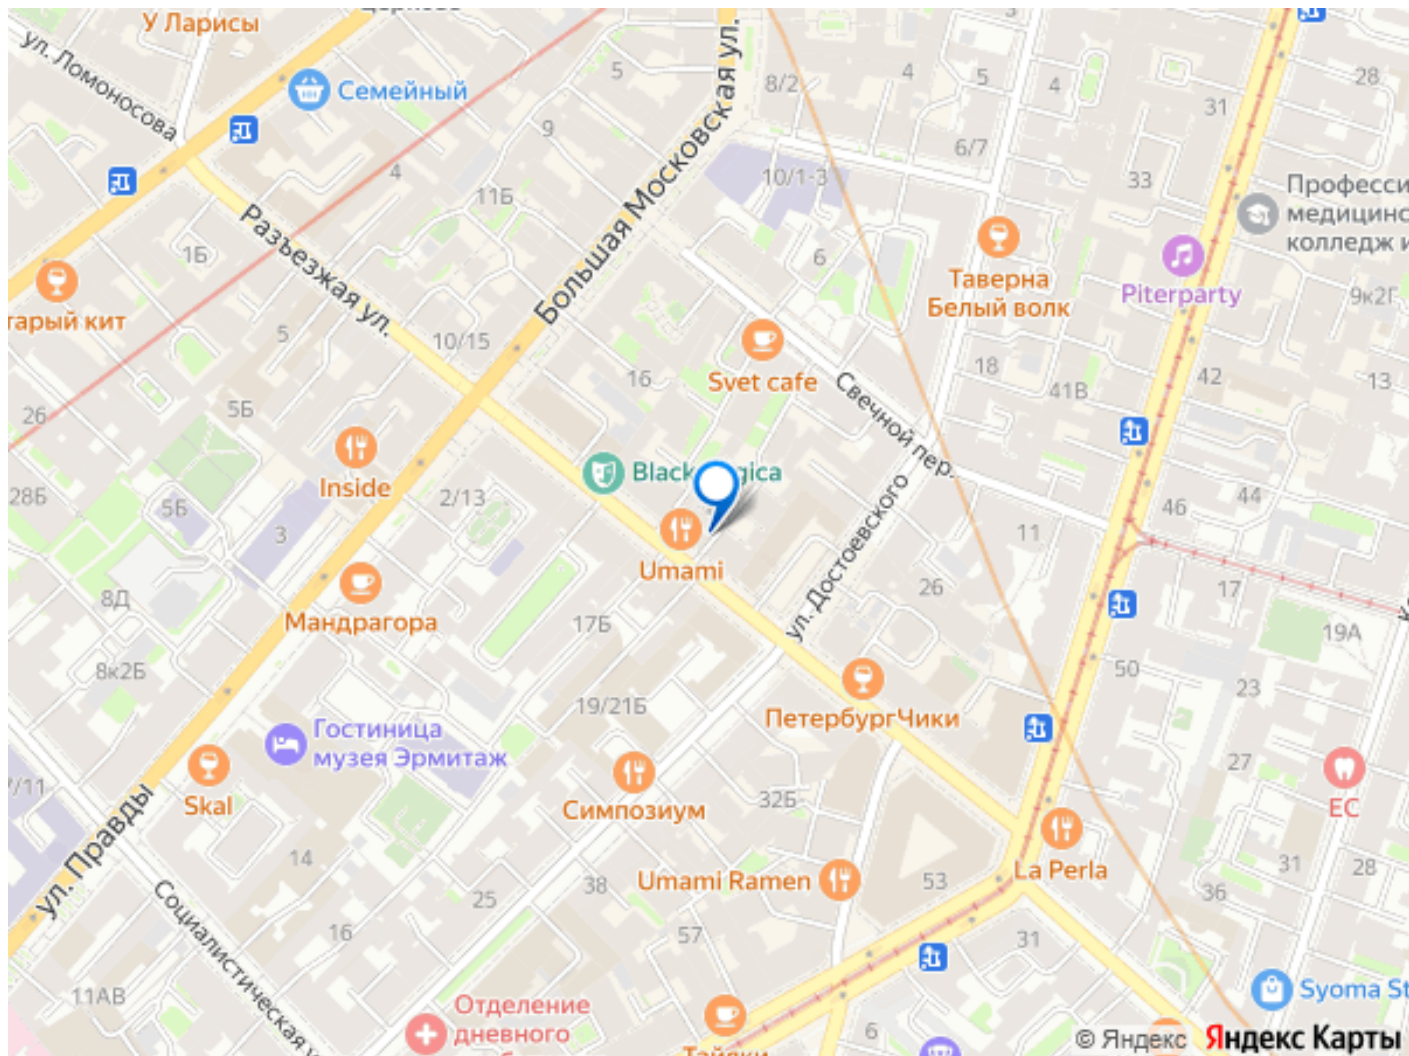 У Ларисы
ул. Ломоносова
Семейный
5
8/2
4
5
4
28
31
9
Большая Московская ул.
6/7
4
10/1-3
33
11Б
Професси
медицинс
колледж и
Разъезжая ул.
1Б
6
Таверна
Белый волк
Piterparty
9к2Г
тарый кит
5
10/15
16
Svet cafe
18
41В
42
13
Свечной пер.
26
5Б
Inside
28Б
5Б
3
2/13
Black
gica
44
46
11
Umami
ул. Достоевского
26
17
19А
8Д
Мандрагора
17Б
8к2Б
50
23
19/21Б
ПетербургЧики
Гостиница
музея Эрмитаж
27
7/11
Skal
Симпозиум
32Б
ЕС
ул. Правды
14
La Perla
31
28
25
38
Umami Ramen
53
36
16
57
31
Социалистическая
11АВ
Отделение
дневного
6
Syoma St
© Яндекс Яндекс Карты